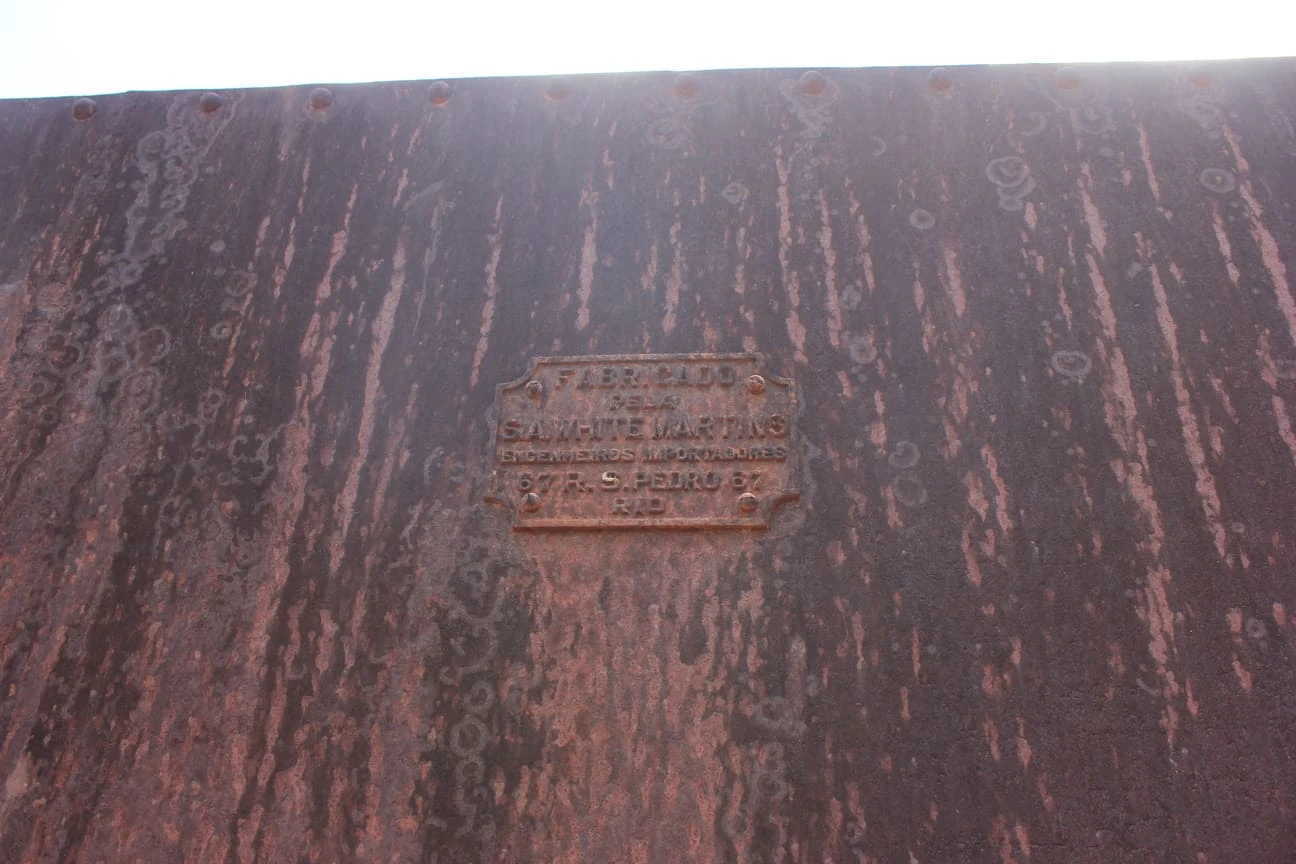 FABRICADO
PELA
S.A. WHITE MARTINS
ENGENHEIROS IMPORTADORES
67 R. S. PEDRO 67
RIO